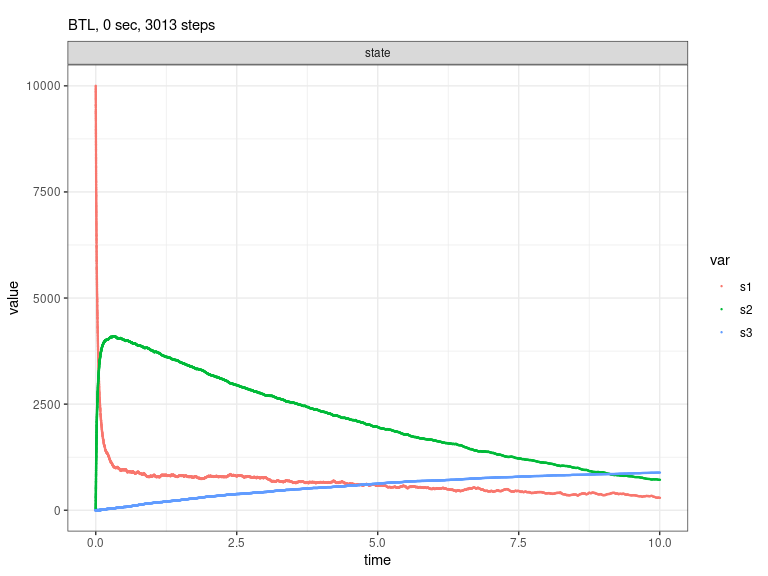 BTL, 0 sec, 3013 steps
state
10000
7500
5000
2500
0
value
0.0 2.5 5.0 7.5 10.0
time
var
s1
s2
s3